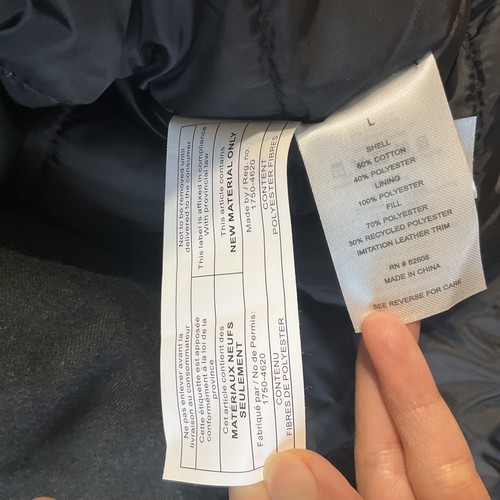 Not to be removed until
delivered to the consumer
This label is affixed in compliance
With provincial law
This article contains
NEW MATERIAL ONLY
Made by / Reg. no.:
1750-4620
CONTENT
POLYESTER FIBRES
Ne pas enlever avant la
livraison au consommateur
Cette étiquette est apposée
conformément à la loi de la
province
Cet article contient des
MATÉRIAUX NEUFS
SEULEMENT
Fabriqué par / No de Permis:
1750-4620
CONTENU
FIBRES DE POLYESTER
L
SHELL
60% COTTON
40% POLYESTER
LINING
100% POLYESTER
FILL
70% POLYESTER
30% RECYCLED POLYESTER
IMITATION LEATHER TRIM
RN # 82606
MADE IN CHINA
SEE REVERSE FOR CARE